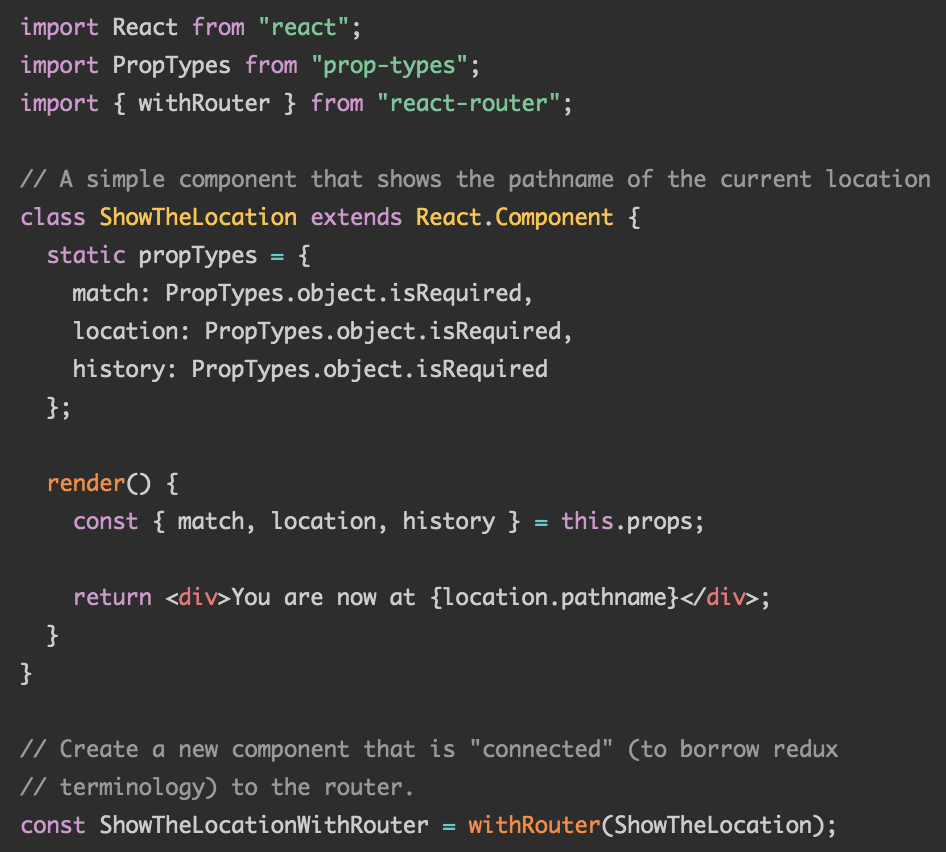 import React from "react";
import PropTypes from "prop-types";
import { withRouter } from "react-router";

// A simple component that shows the pathname of the current location
class ShowTheLocation extends React.Component {
  static propTypes = {
    match: PropTypes.object.isRequired,
    location: PropTypes.object.isRequired,
    history: PropTypes.object.isRequired
  };

  render() {
    const { match, location, history } = this.props;

    return <div>You are now at {location.pathname}</div>;
  }
}

// Create a new component that is "connected" (to borrow redux
// terminology) to the router.
const ShowTheLocationWithRouter = withRouter(ShowTheLocation);